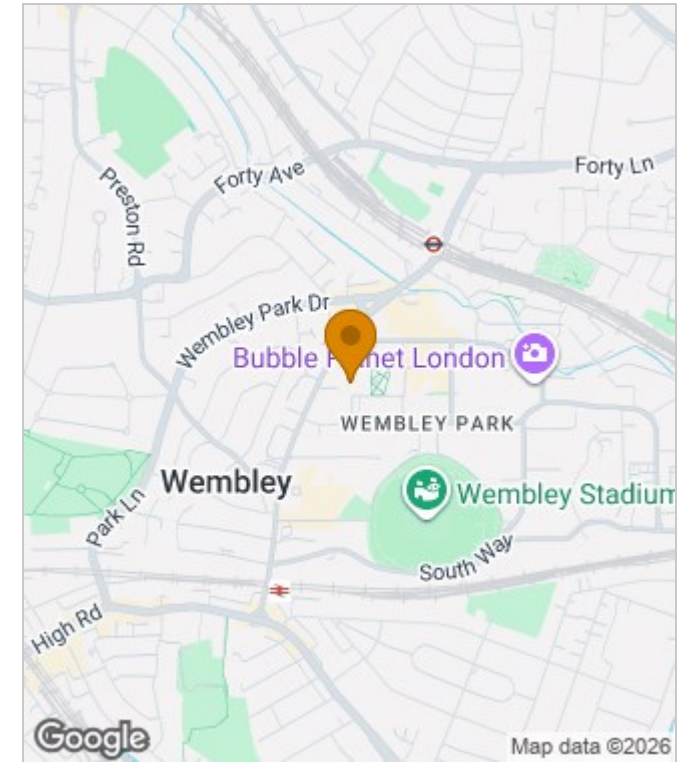 Forty Ave
Forty Ln
Preston Rd
Wembley Park Dr
Bubble Planet London
WEMBLEY PARK
Wembley
Wembley Stadium
Park Ln
South Way
High Rd
Google
Map data ©2026